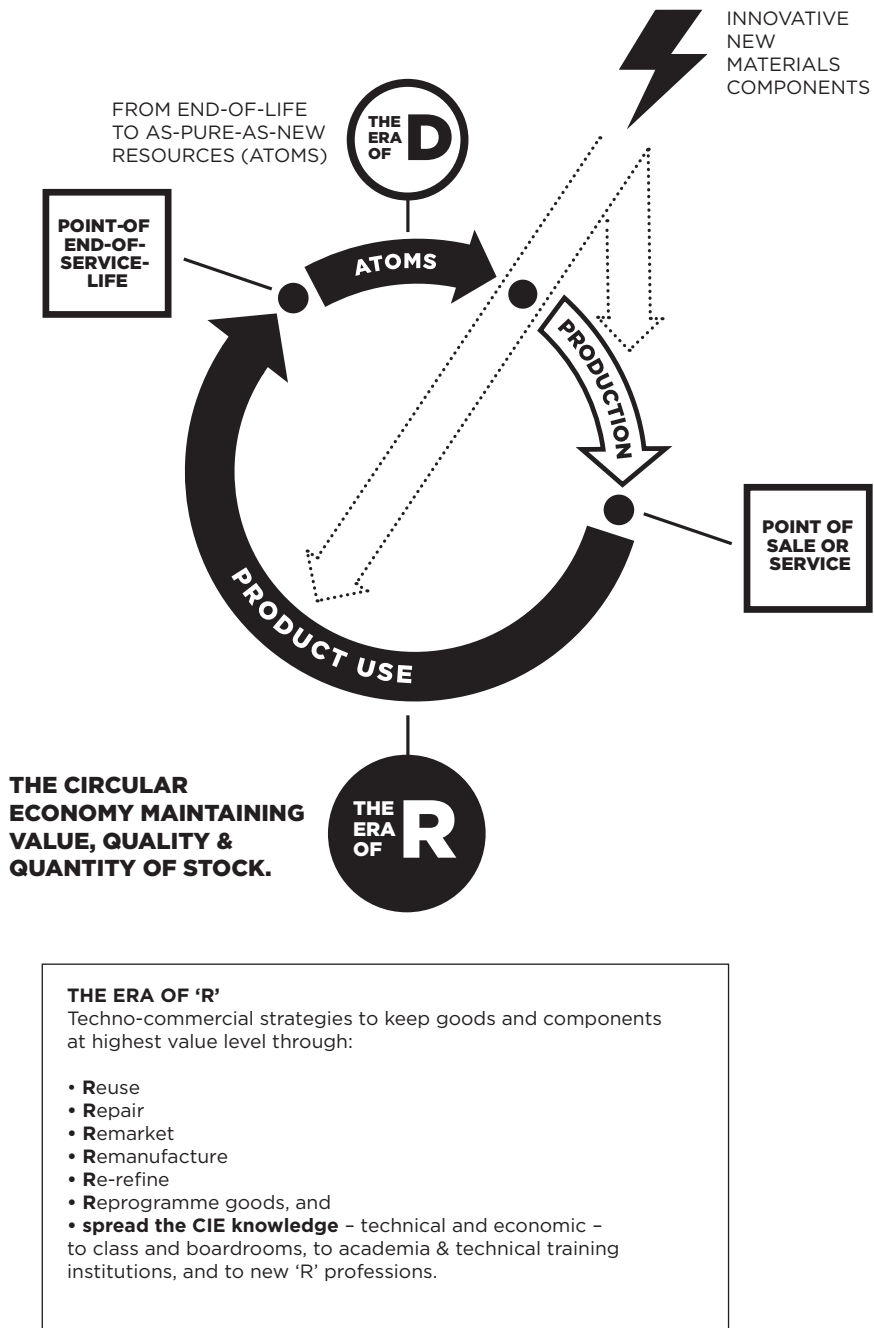 INNOVATIVE
NEW
MATERIALS
COMPONENTS
FROM END-OF-LIFE
TO AS-PURE-AS-NEW
RESOURCES (ATOMS)
THE
ERA
OF D
POINT-OF
END-OF-
SERVICE-
LIFE
ATOMS
PRODUCTION
POINT OF
SALE OR
SERVICE
PRODUCT USE
THE CIRCULAR
ECONOMY MAINTAINING
VALUE, QUALITY &
QUANTITY OF STOCK.
THE
ERA
OF R
THE ERA OF ‘R’
Techno-commercial strategies to keep goods and components
at highest value level through:
• Reuse
• Repair
• Remarket
• Remanufacture
• Re-refine
• Reprogramme goods, and
• spread the CIE knowledge – technical and economic –
to class and boardrooms, to academia & technical training
institutions, and to new ‘R’ professions.